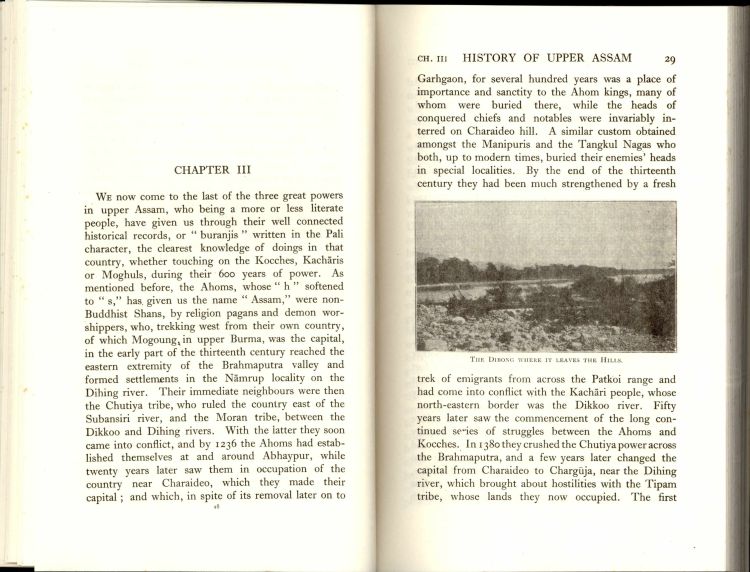 CHAPTER III
WE now come to the last of the three great powers
in upper Assam, who being a more or less literate
people, have given us through their well connected
historical records, or " buranjis " written in the Pali
character, the clearest knowledge of doings in that
country, whether touching on the Kocches, Kachāris
or Moghuls, during their 600 years of power. As
mentioned before, the Ahoms, whose " h " softened
to " s," has given us the name " Assam," were non-
Buddhist Shans, by religion pagans and demon wor-
shippers, who, trekking west from their own country,
of which Mogoung, in upper Burma, was the capital,
in the early part of the thirteenth century reached the
eastern extremity of the Brahmaputra valley and
formed settlements in the Nāmrup locality on the
Dihing river. Their immediate neighbours were then
the Chutiya tribe, who ruled the country east of the
Subansiri river, and the Moran tribe, between the
Dikkoo and Dihing rivers. With the latter they soon
came into conflict, and by 1236 the Ahoms had estab-
lished themselves at and around Abhaypur, while
twenty years later saw them in occupation of the
country near Charaideo, which they made their
capital ; and which, in spite of its removal later on to
28
CH. III HISTORY OF UPPER ASSAM 29
Garhgaon, for several hundred years was a place of
importance and sanctity to the Ahom kings, many of
whom were buried there, while the heads of
conquered chiefs and notables were invariably in-
terred on Charaideo hill. A similar custom obtained
amongst the Manipuris and the Tangkul Nagas who
both, up to modern times, buried their enemies' heads
in special localities. By the end of the thirteenth
century they had been much strengthened by a fresh
THE DIBONG WHERE IT LEAVES THE HILLS.
trek of emigrants from across the Patkoi range and
had come into conflict with the Kachāri people, whose
north-eastern border was the Dikkoo river. Fifty
years later saw the commencement of the long con-
tinued series of struggles between the Ahoms and
Kocches. In 1380 they crushed the Chutiya power across
the Brahmaputra, and a few years later changed the
capital from Charaideo to Chargūja, near the Dihing
river, which brought about hostilities with the Tipam
tribe, whose lands they now occupied. The first